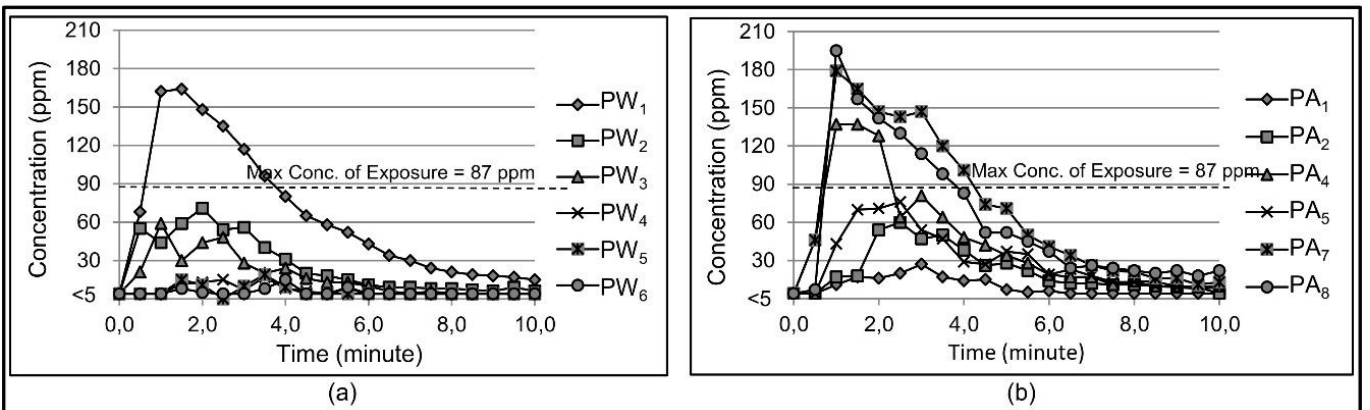 Concentration (ppm)
210
180
150
120
90
60
30
<5
Max Conc. of Exposure = 87 ppm
0,0 2,0 4,0 6,0 8,0 10,0
Time (minute)
PW1
PW2
PW3
PW4
PW5
PW6
(a)
Concentration (ppm)
210
180
150
120
90
60
30
<5
Max Conc. of Exposure = 87 ppm
0,0 2,0 4,0 6,0 8,0 10,0
Time (minute)
PA1
PA2
PA4
PA5
PA7
PA8
(b)